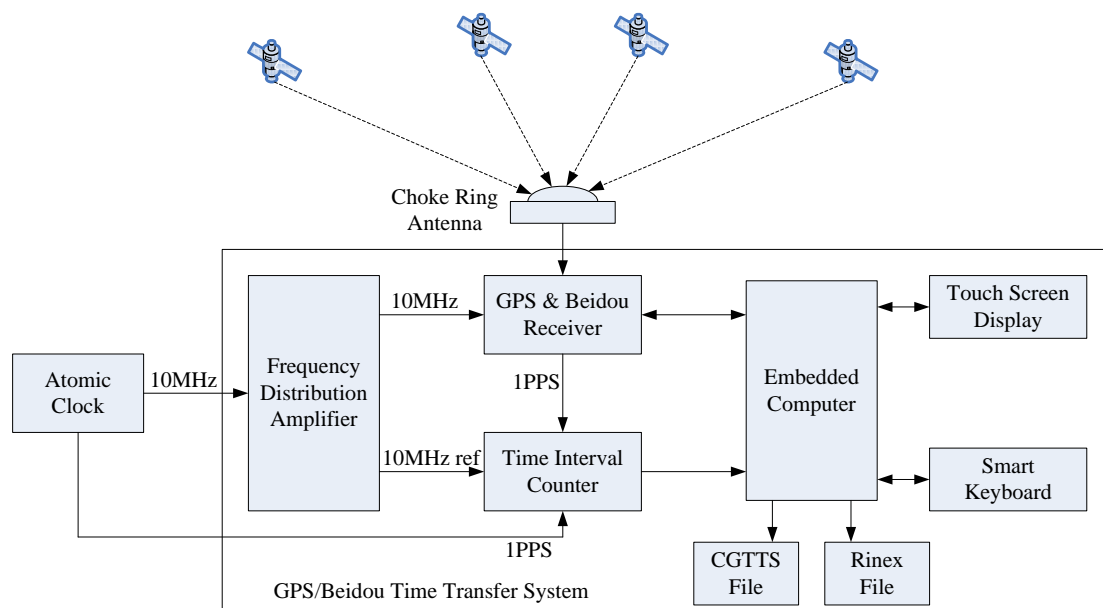 Choke Ring
Antenna
10MHz
GPS & Beidou
Receiver
Touch Screen
Display
Atomic
Clock
10MHz
Frequency
Distribution
Amplifier
1PPS
Embedded
Computer
10MHz ref
Time Interval
Counter
Smart
Keyboard
1PPS
CGTTS
File
Rinex
File
GPS/Beidou Time Transfer System